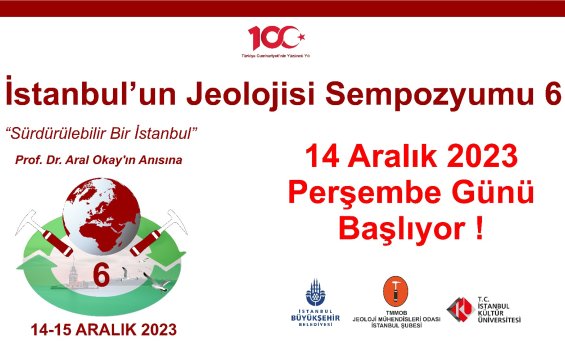 100
Türkiye Cumhuriyeti'nin Yüzüncü Yılı
İstanbul'un Jeolojisi Sempozyumu 6
“Sürdürülebilir Bir İstanbul”
Prof. Dr. Aral Okay'ın Anısına
6
14-15 ARALIK 2023
14 Aralık 2023
Perşembe Günü
Başlıyor !
İSTANBUL
BÜYÜKŞEHİR
BELEDİYESİ
TMMOB
JEOLOJİ MÜHENDİSLERİ ODASI
İSTANBUL ŞUBESİ
T.C.
İSTANBUL
KÜLTÜR
ÜNİVERSİTESİ